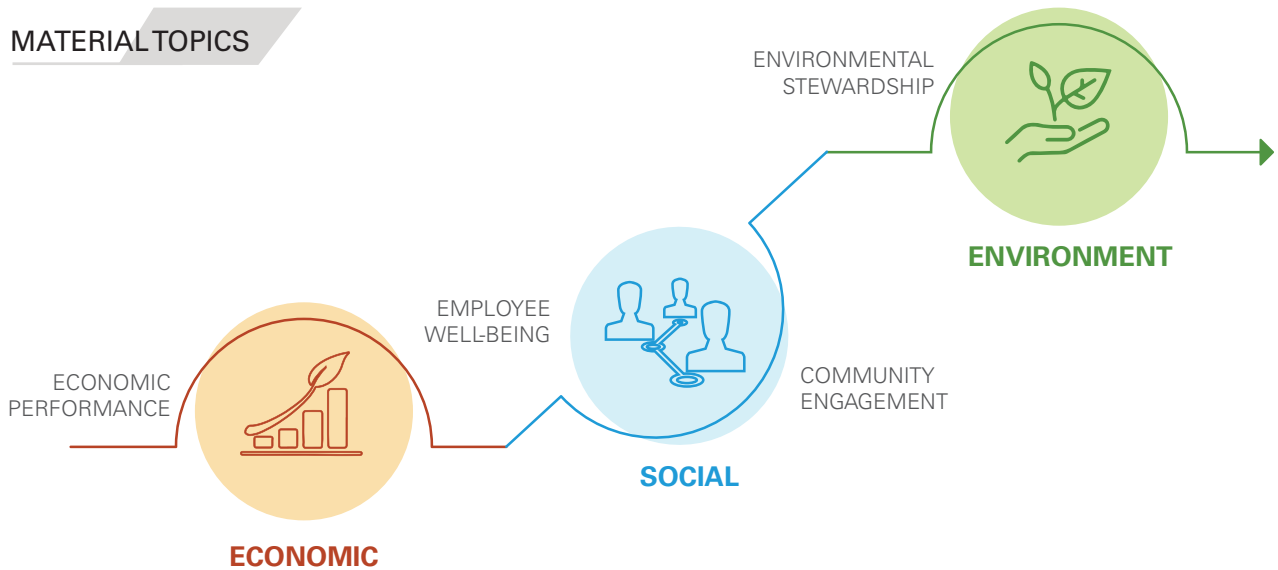 MATERIAL TOPICS
ENVIRONMENTAL
STEWARDSHIP
ENVIRONMENT
EMPLOYEE
WELL-BEING
COMMUNITY
ENGAGEMENT
SOCIAL
ECONOMIC
PERFORMANCE
ECONOMIC